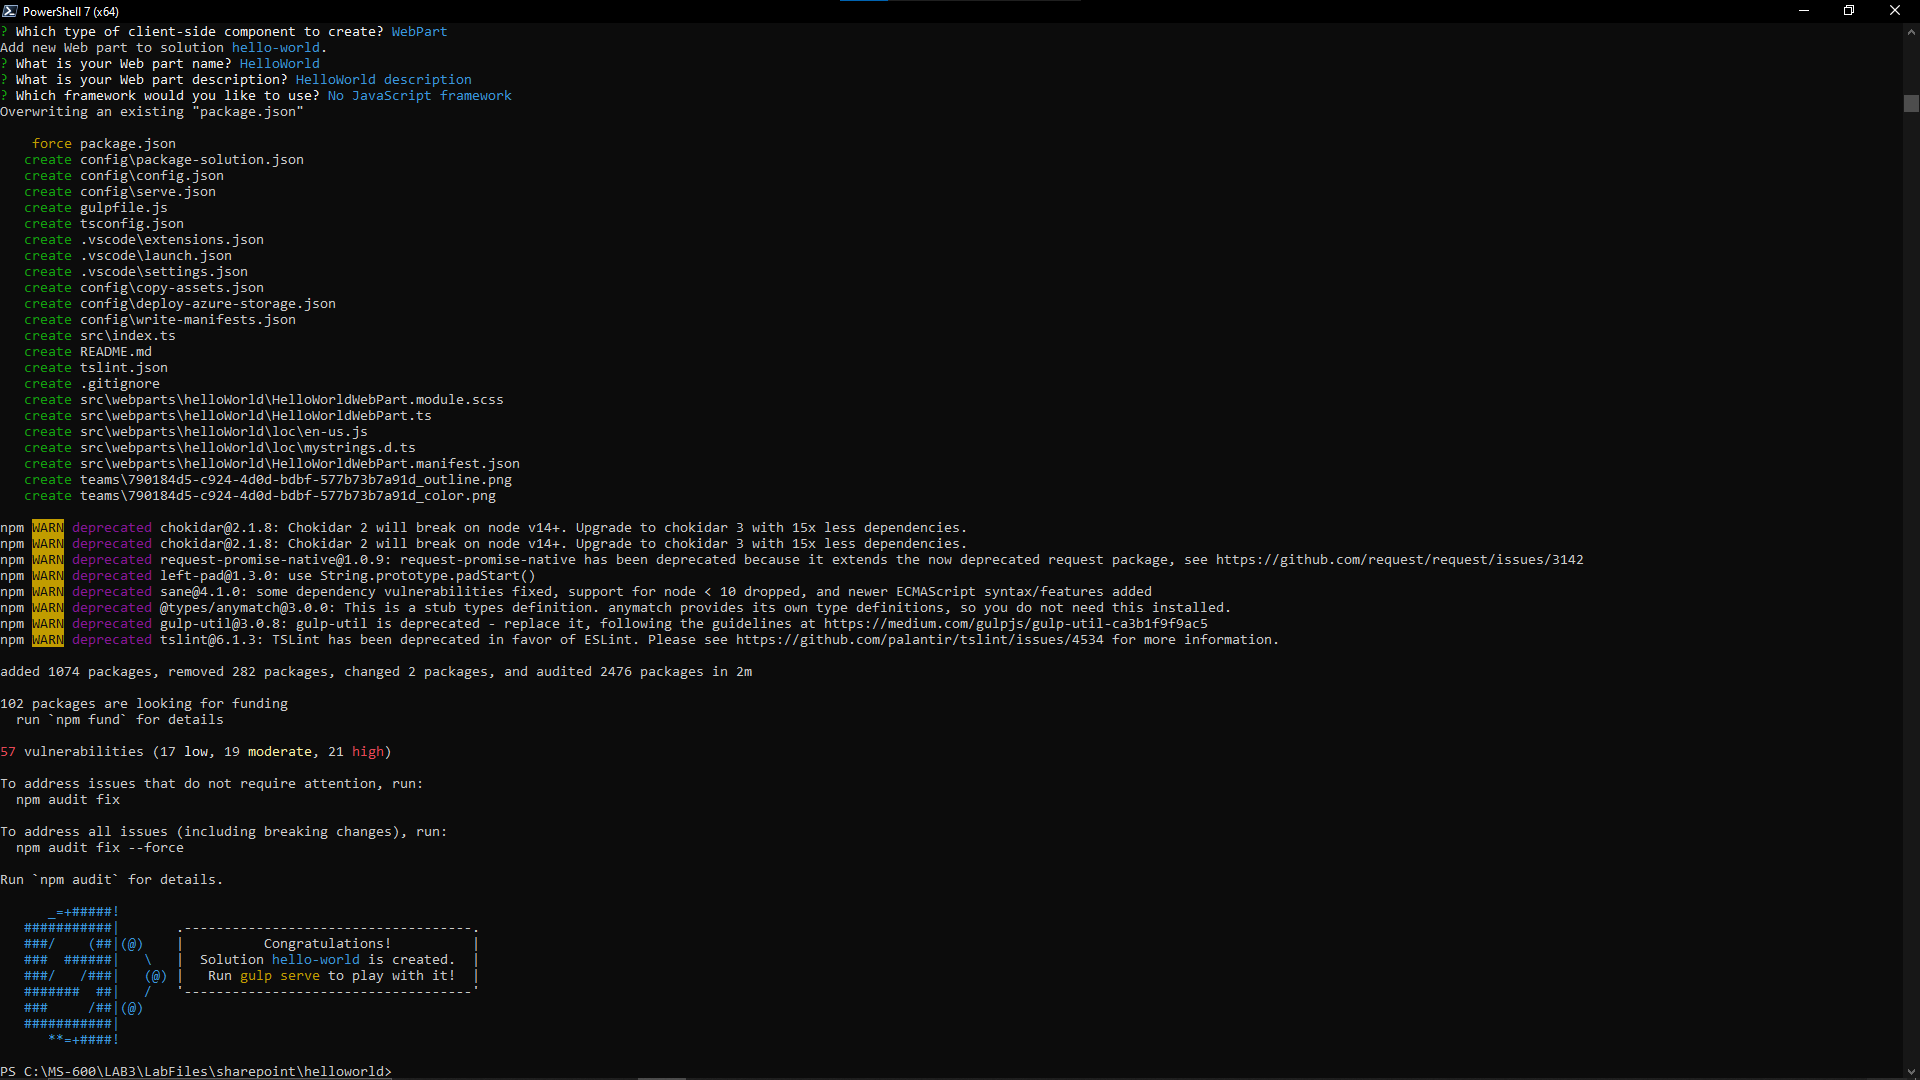 PowerShell 7 (x64)
? Which type of client-side component to create? WebPart
Add new Web part to solution hello-world.
? What is your Web part name? HelloWorld
? What is your Web part description? HelloWorld description
? Which framework would you like to use? No JavaScript framework
Overwriting an existing "package.json"
force package.json
create config\package-solution.json
create config\config.json
create config\serve.json
create gulpfile.js
create tsconfig.json
create .vscode\extensions.json
create .vscode\launch.json
create .vscode\settings.json
create config\copy-assets.json
create config\deploy-azure-storage.json
create config\write-manifests.json
create src\index.ts
create README.md
create tslint.json
create .gitignore
create src\webparts\helloWorld\HelloWorldWebPart.module.scss
create src\webparts\helloWorld\HelloWorldWebPart.ts
create src\webparts\helloWorld\loc\en-us.js
create src\webparts\helloWorld\loc\mystrings.d.ts
create src\webparts\helloWorld\HelloWorldWebPart.manifest.json
create teams\790184d5-c924-4d0d-bdbf-577b73b7a91d_outline.png
create teams\790184d5-c924-4d0d-bdbf-577b73b7a91d_color.png
npm WARN deprecated chokidar@2.1.8: Chokidar 2 will break on node v14+. Upgrade to chokidar 3 with 15x less dependencies.
npm WARN deprecated chokidar@2.1.8: Chokidar 2 will break on node v14+. Upgrade to chokidar 3 with 15x less dependencies.
npm WARN deprecated request-promise-native@1.0.9: request-promise-native has been deprecated because it extends the now deprecated request package, see https://github.com/request/request/issues/3142
npm WARN deprecated left-pad@1.3.0: use String.prototype.padStart()
npm WARN deprecated sane@4.1.0: some dependency vulnerabilities fixed, support for node < 10 dropped, and newer ECMAScript syntax/features added
npm WARN deprecated @types/anymatch@3.0.0: This is a stub types definition. anymatch provides its own type definitions, so you do not need this installed.
npm WARN deprecated gulp-util@3.0.8: gulp-util is deprecated - replace it, following the guidelines at https://medium.com/gulpjs/gulp-util-ca3b1f9f9ac5
npm WARN deprecated tslint@6.1.3: TSLint has been deprecated in favor of ESLint. Please see https://github.com/palantir/tslint/issues/4534 for more information.
added 1074 packages, removed 282 packages, changed 2 packages, and audited 2476 packages in 2m
102 packages are looking for funding
run `npm fund` for details
57 vulnerabilities (17 low, 19 moderate, 21 high)
To address issues that do not require attention, run:
npm audit fix
To address all issues (including breaking changes), run:
npm audit fix --force
Run `npm audit` for details.
_=+#####!
###########|      .------------------------------------.
###/    (##|(@)    |          Congratulations!          |
###  ######|   \   |  Solution hello-world is created.  |
###/   /###|   (@) |   Run gulp serve to play with it!  |
#######  ##|   /   '------------------------------------'
###     /##|(@)
###########|
**=+####!
PS C:\MS-600\LAB3\LabFiles\sharepoint\helloworld>